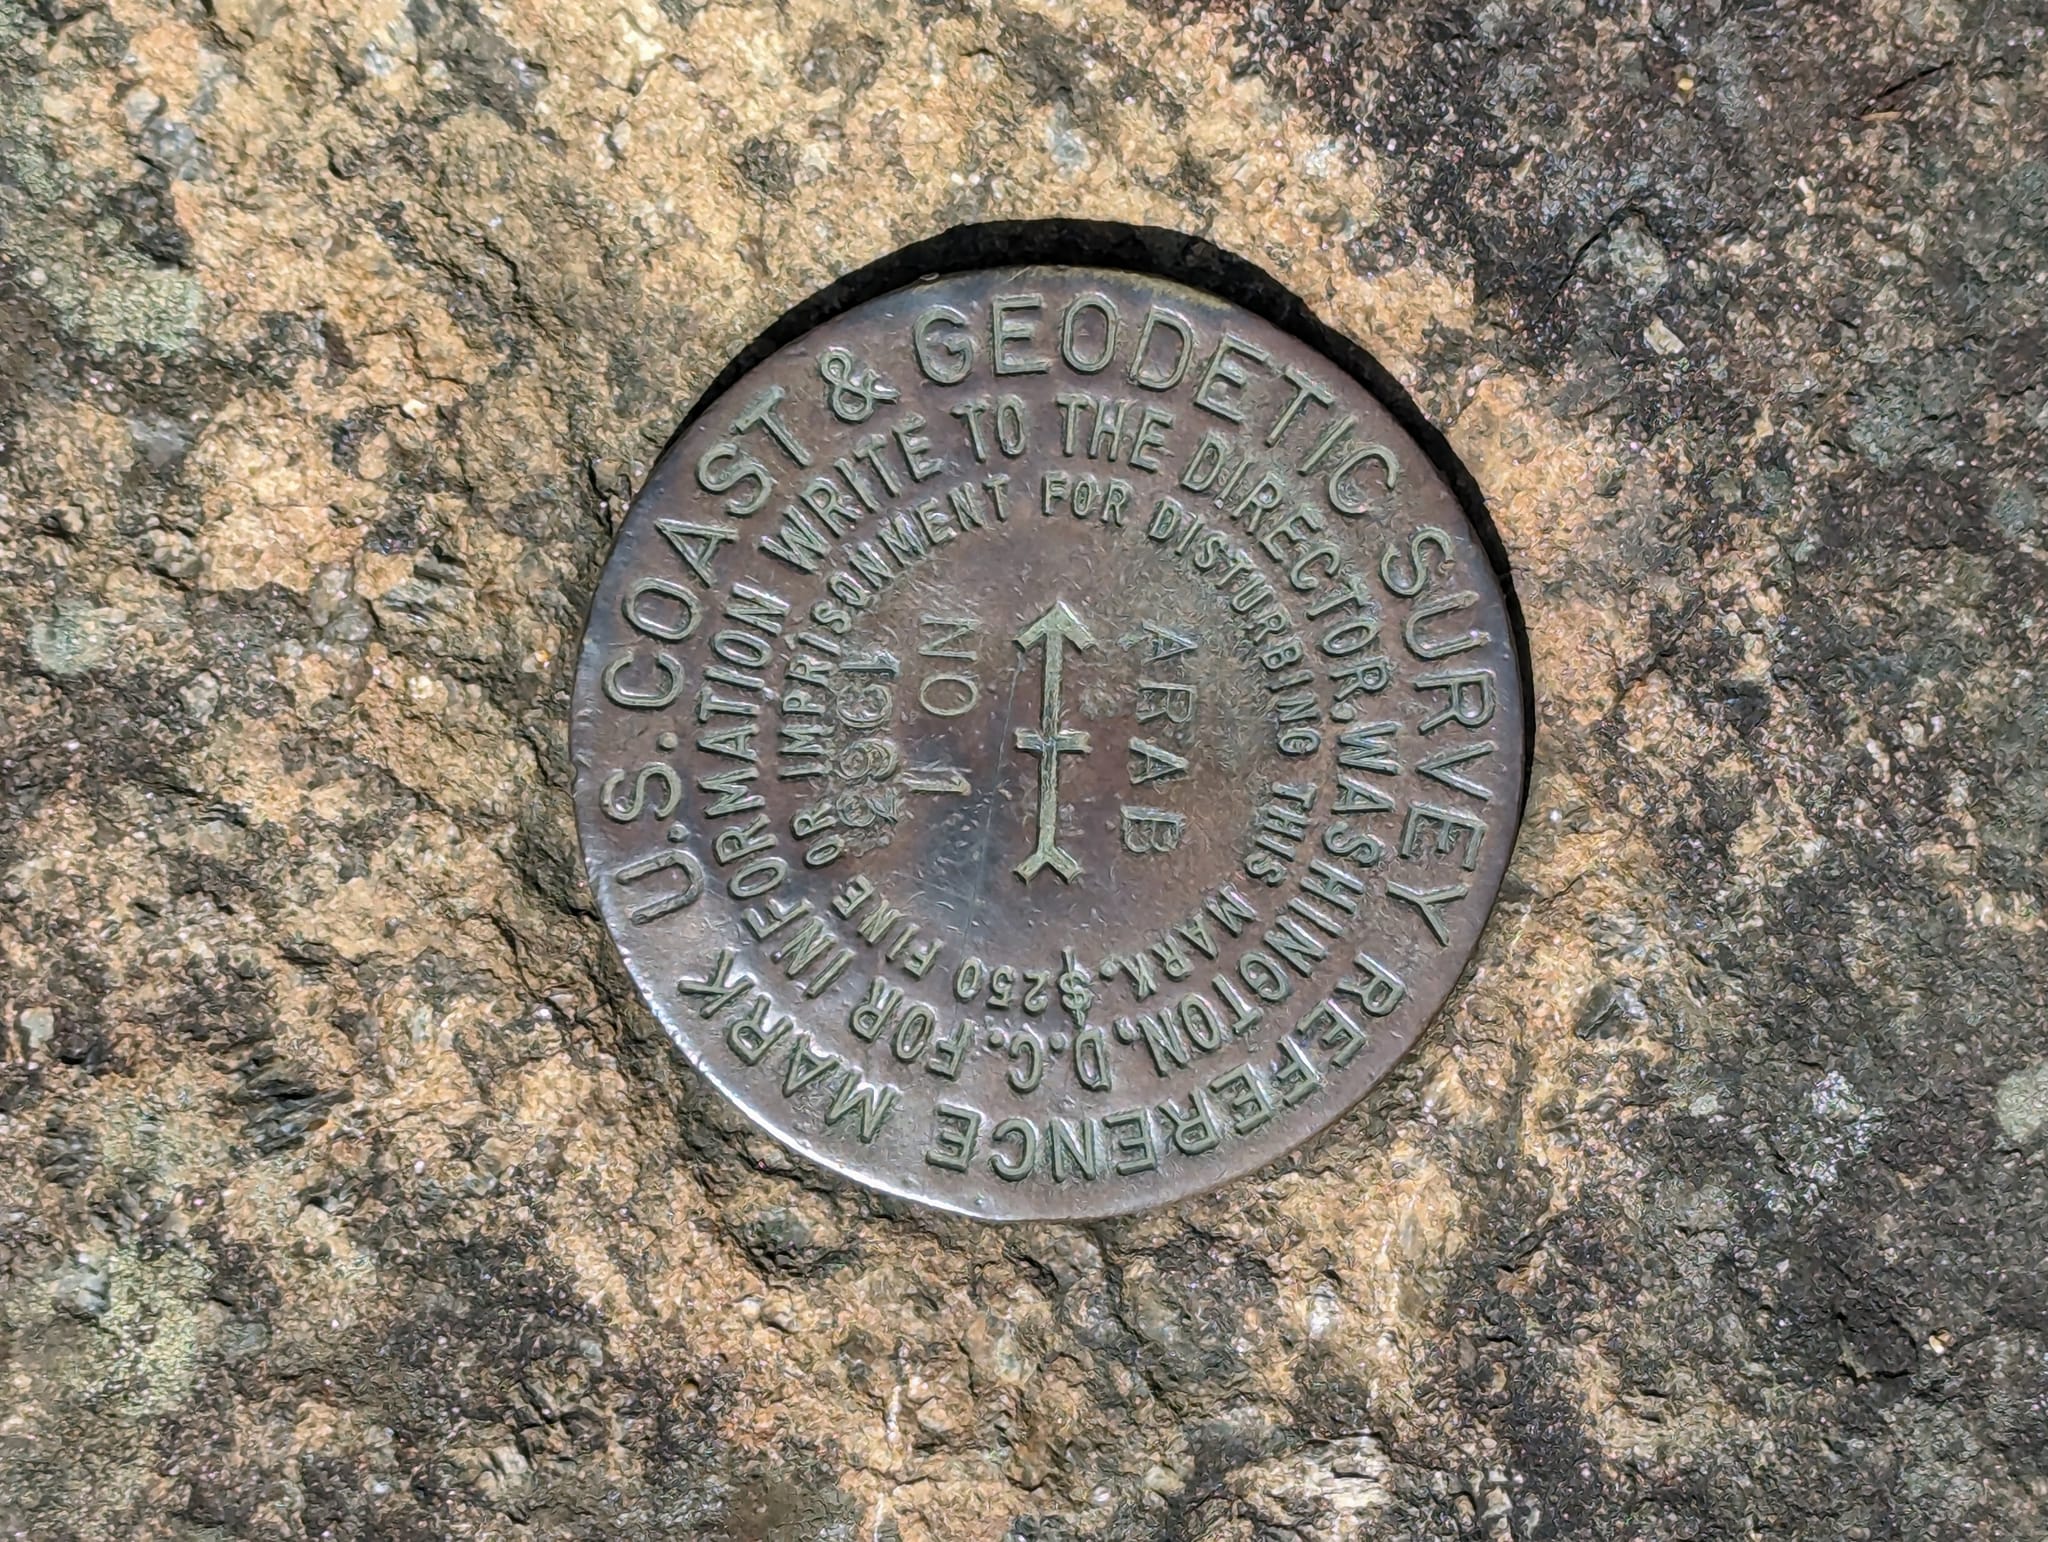 U.S. COAST & GEODETIC SURVEY
REFERENCE MARK
FOR INFORMATION WRITE TO THE DIRECTOR, WASHINGTON, D.C.
$250 FINE OR IMPRISONMENT FOR DISTURBING THIS MARK.
ARAB
NO